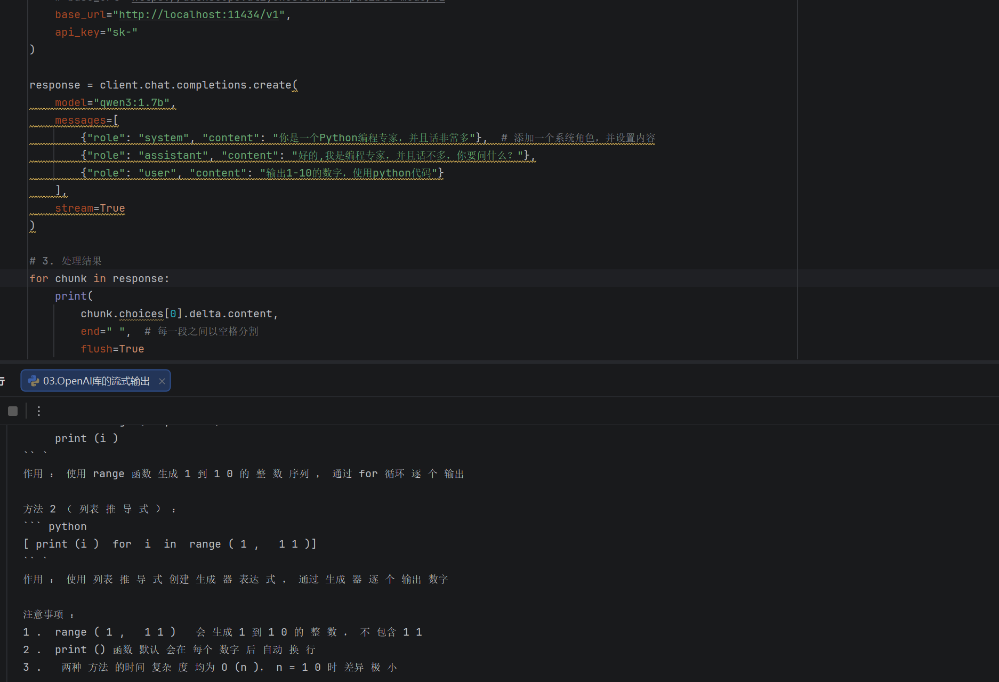 base_url="http://localhost:11434/v1",
api_key="sk-"
)
response = client.chat.completions.create(
model="qwen3:1.7b",
messages=[
{"role": "system", "content": "你是一个Python编程专家，并且话非常多"},  # 添加一个系统角色，并设置内容
{"role": "assistant", "content": "好的,我是编程专家，并且话不多，你要问什么？"},
{"role": "user", "content": "输出1-10的数字，使用python代码"}
],
stream=True
)
# 3. 处理结果
for chunk in response:
print(
chunk.choices[0].delta.content,
end=" ",  # 每一段之间以空格分割
flush=True
03.OpenAI库的流式输出
print (i )
`` `
作用 ： 使用 range 函数 生成 1 到 1 0 的 整 数 序列 ， 通过 for 循环 逐 个 输出
方法 2 （ 列表 推 导 式 ） ：
``` python
[ print (i )  for  i  in  range ( 1 ,   1 1 )]
`` `
作用 ： 使用 列表 推 导 式 创建 生成 器 表达 式 ， 通过 生成 器 逐 个 输出 数字
注意事项 ：
1 .  range ( 1 ,   1 1 )   会 生成 1 到 1 0 的 整 数 ， 不 包含 1 1
2 .  print () 函数 默认 会在 每个 数字 后 自动 换 行
3 .   两种 方法 的时间 复杂 度 均为 O (n )， n = 1 0 时 差异 极 小